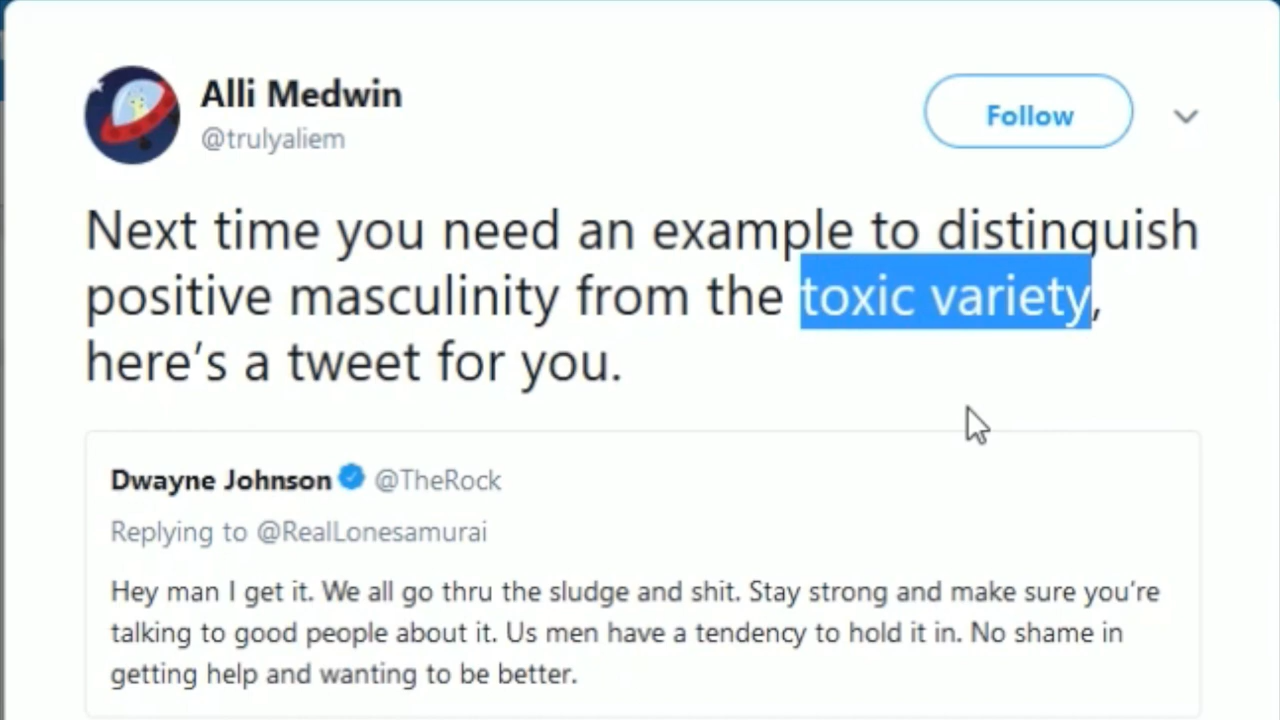 Alli Medwin
@trulyaliem
Follow
Next time you need an example to distinguish
positive masculinity from the toxic variety,
here’s a tweet for you.
Dwayne Johnson @TheRock
Replying to @RealLonesamurai
Hey man I get it. We all go thru the sludge and shit. Stay strong and make sure you’re
talking to good people about it. Us men have a tendency to hold it in. No shame in
getting help and wanting to be better.